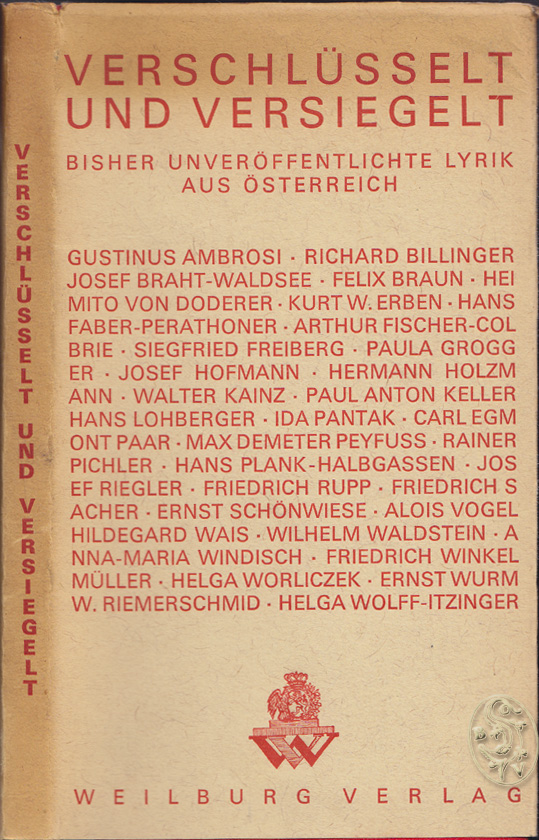 VERSCHLÜSSELT UND VERSIEGELT
VERSCHLÜSSELT
UND VERSIEGELT
BISHER UNVERÖFFENTLICHTE LYRIK
AUS ÖSTERREICH
GUSTINUS AMBROSI · RICHARD BILLINGER
JOSEF BRAHT-WALDSEE · FELIX BRAUN · HEI
MITO VON DODERER · KURT W. ERBEN · HANS
FABER-PERATHONER · ARTHUR FISCHER-COL
BRIE · SIEGFRIED FREIBERG · PAULA GROGG
ER · JOSEF HOFMANN · HERMANN HOLZM
ANN · WALTER KAINZ · PAUL ANTON KELLER
HANS LOHBERGER · IDA PANTAK · CARL EGM
ONT PAAR · MAX DEMETER PEYFUSS · RAINER
PICHLER · HANS PLANK-HALBGASSEN · JOS
EF RIEGLER · FRIEDRICH RUPP · FRIEDRICH S
ACHER · ERNST SCHÖNWIESE · ALOIS VOGEL
HILDEGARD WAIS · WILHELM WALDSTEIN · A
NNA-MARIA WINDISCH · FRIEDRICH WINKEL
MÜLLER · HELGA WORLICZEK · ERNST WURM
W. RIEMERSCHMID · HELGA WOLFF-ITZINGER
W
WEILBURG VERLAG